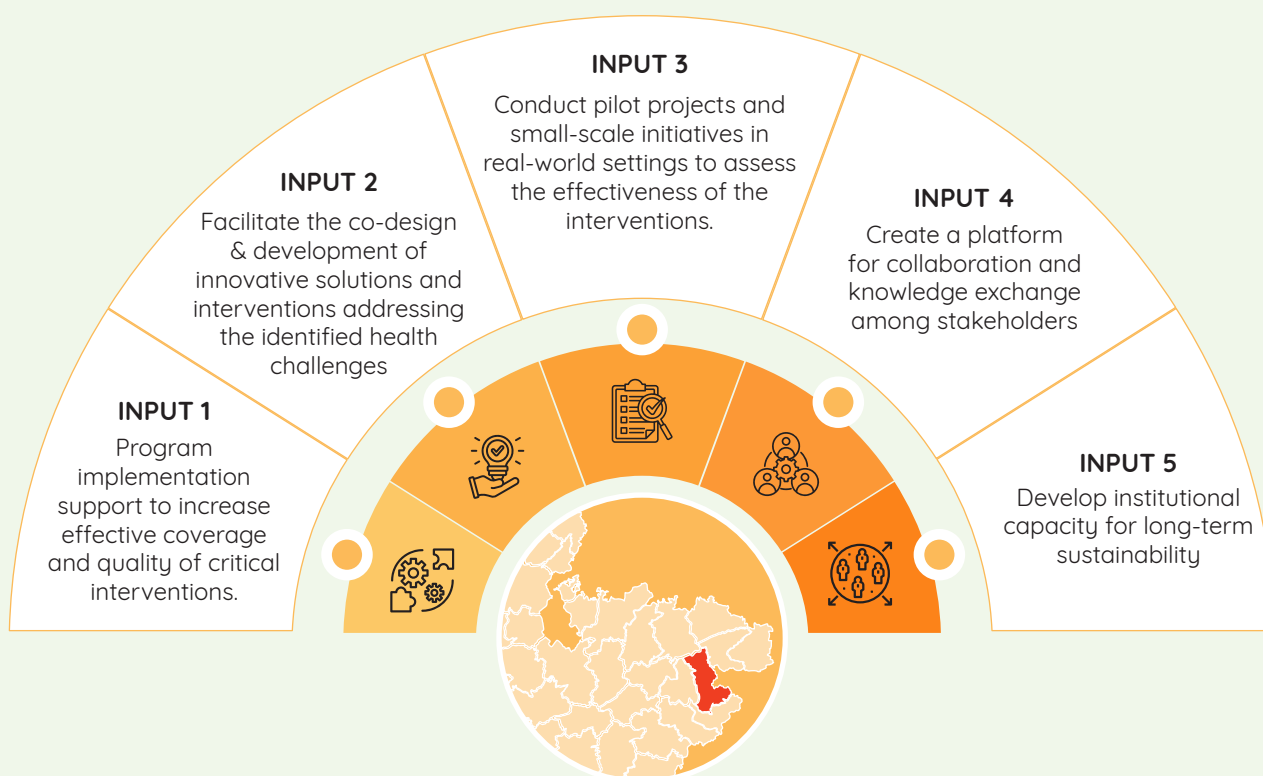 INPUT 1
Program
implementation
support to increase
effective coverage
and quality of critical
interventions.
INPUT 2
Facilitate the co-design
& development of
innovative solutions and
interventions addressing
the identified health
challenges
INPUT 3
Conduct pilot projects and
small-scale initiatives in
real-world settings to assess
the effectiveness of the
interventions.
INPUT 4
Create a platform
for collaboration and
knowledge exchange
among stakeholders
INPUT 5
Develop institutional
capacity for long-term
sustainability